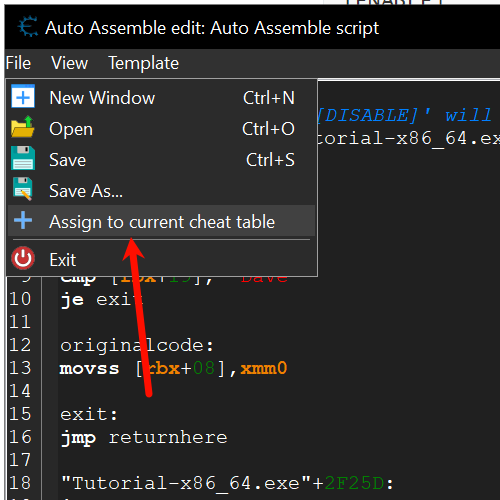 Auto Assemble edit: Auto Assemble script
File View Template
New Window Ctrl+N
Open Ctrl+O
Save Ctrl+S
Save As...
Assign to current cheat table
Exit
[DISABLE]' will
torial-x86_64.ex
9 cmp [rbx+19], "Dave"
10 je exit
11
12 originalcode:
13 movss [rbx+08],xmm0
14
15 exit:
16 jmp returnhere
17
18 "Tutorial-x86_64.exe"+2F25D: